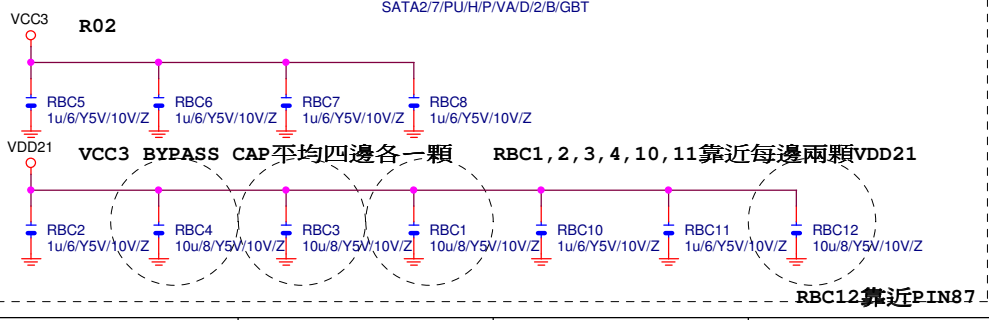 SATA2/7/PU/H/P/VA/D/2/B/GBT
VCC3
R02
RBC5
1u/6/Y5V/10V/Z
RBC6
1u/6/Y5V/10V/Z
RBC7
1u/6/Y5V/10V/Z
RBC8
1u/6/Y5V/10V/Z
VDD21
VCC3 BYPASS CAP平均四邊各一顆
RBC1,2,3,4,10,11靠近每邊兩顆VDD21
RBC2
1u/6/Y5V/10V/Z
RBC4
10u/8/Y5V/10V/Z
RBC3
10u/8/Y5V/10V/Z
RBC1
10u/8/Y5V/10V/Z
RBC10
1u/6/Y5V/10V/Z
RBC11
1u/6/Y5V/10V/Z
RBC12
10u/8/Y5V/10V/Z
RBC12靠近PIN87